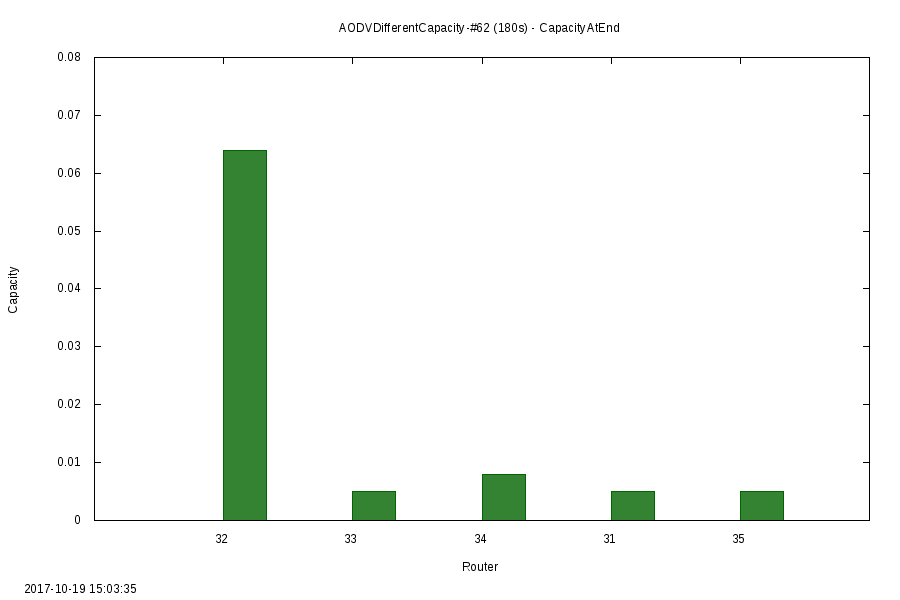 AODVDifferentCapacity-#62 (180s) - CapacityAtEnd
0.08
0.07
0.06
0.05
0.04
0.03
0.02
0.01
0
Capacity
32 33 34 31 35
Router
2017-10-19 15:03:35